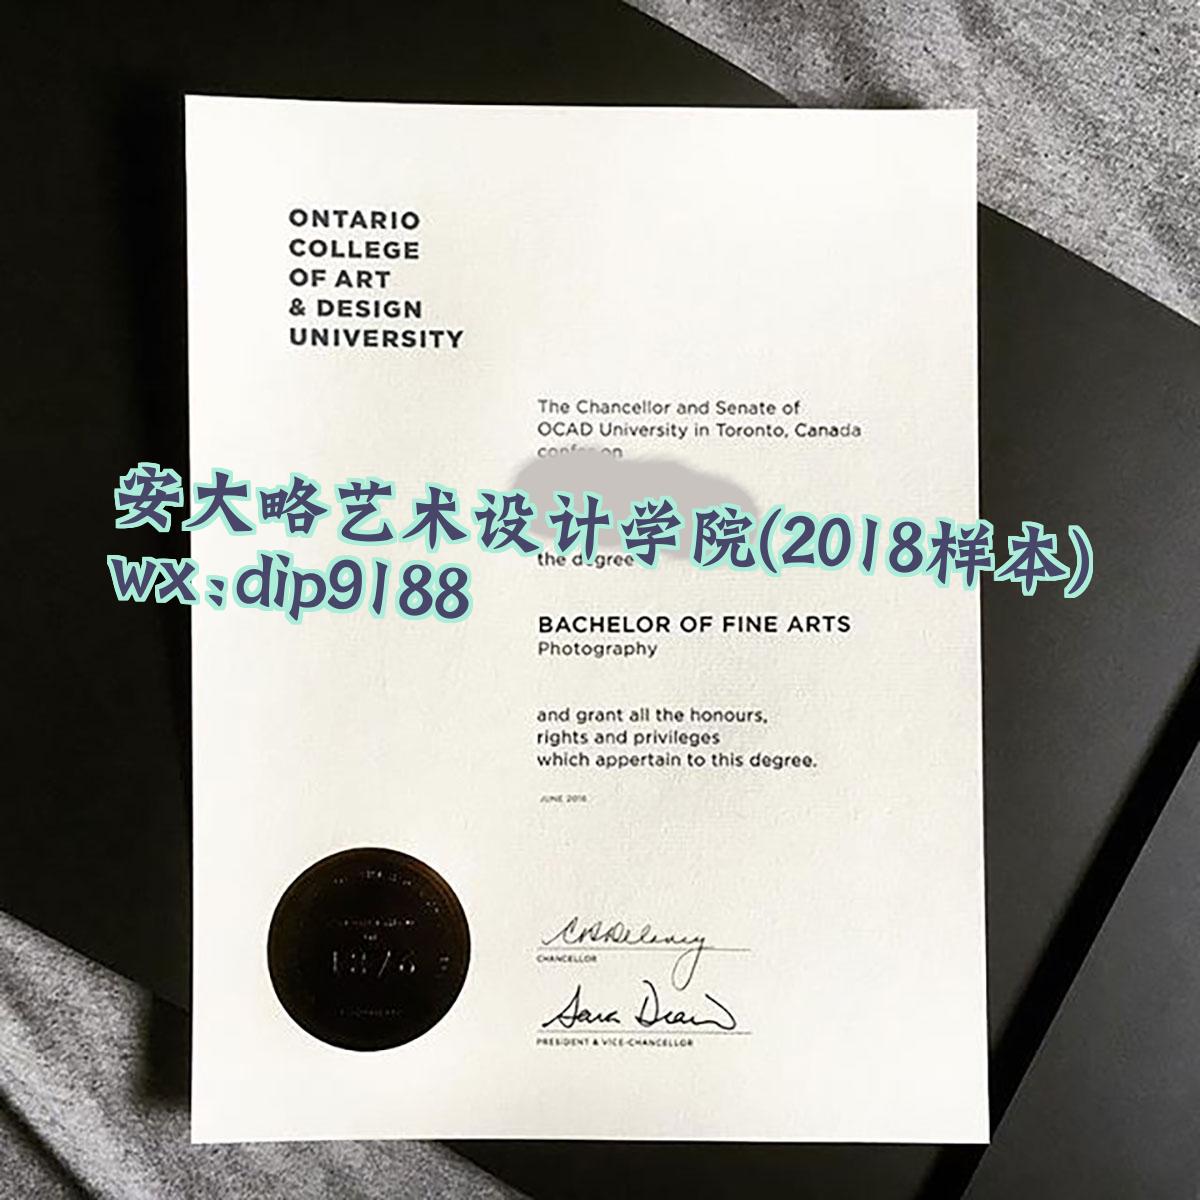 ONTARIO
COLLEGE
OF ART
& DESIGN
UNIVERSITY
The Chancellor and Senate of
OCAD University in Toronto, Canada
安大略艺术设计学院(2018样本)
wx:dip9188
the degree
BACHELOR OF FINE ARTS
Photography
and grant all the honours,
rights and privileges
which appertain to this degree.
JUNE
1876
CHANCELLOR
PRESIDENT & VICE-CHANCELLOR